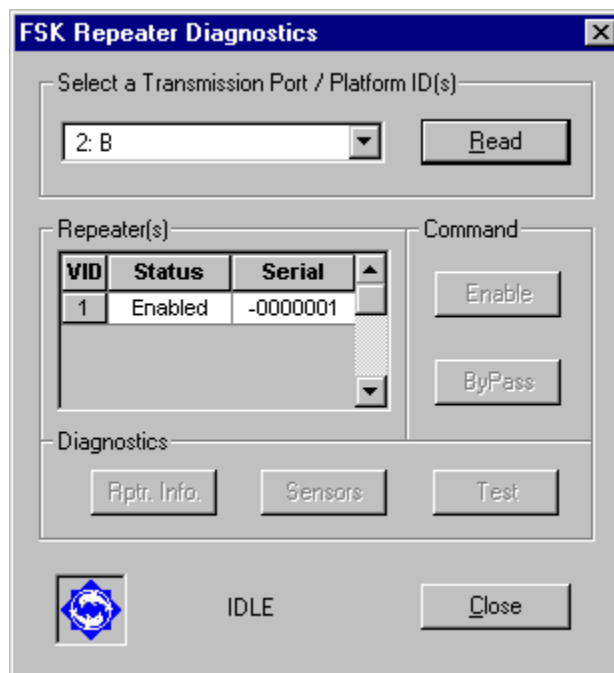 FSK Repeater Diagnostics
Select a Transmission Port / Platform ID(s)
2: B
Read
Repeater(s)
Command
VID Status Serial
1 Enabled -0000001
Enable
ByPass
Diagnostics
Rptr. Info. Sensors Test
IDLE
Close